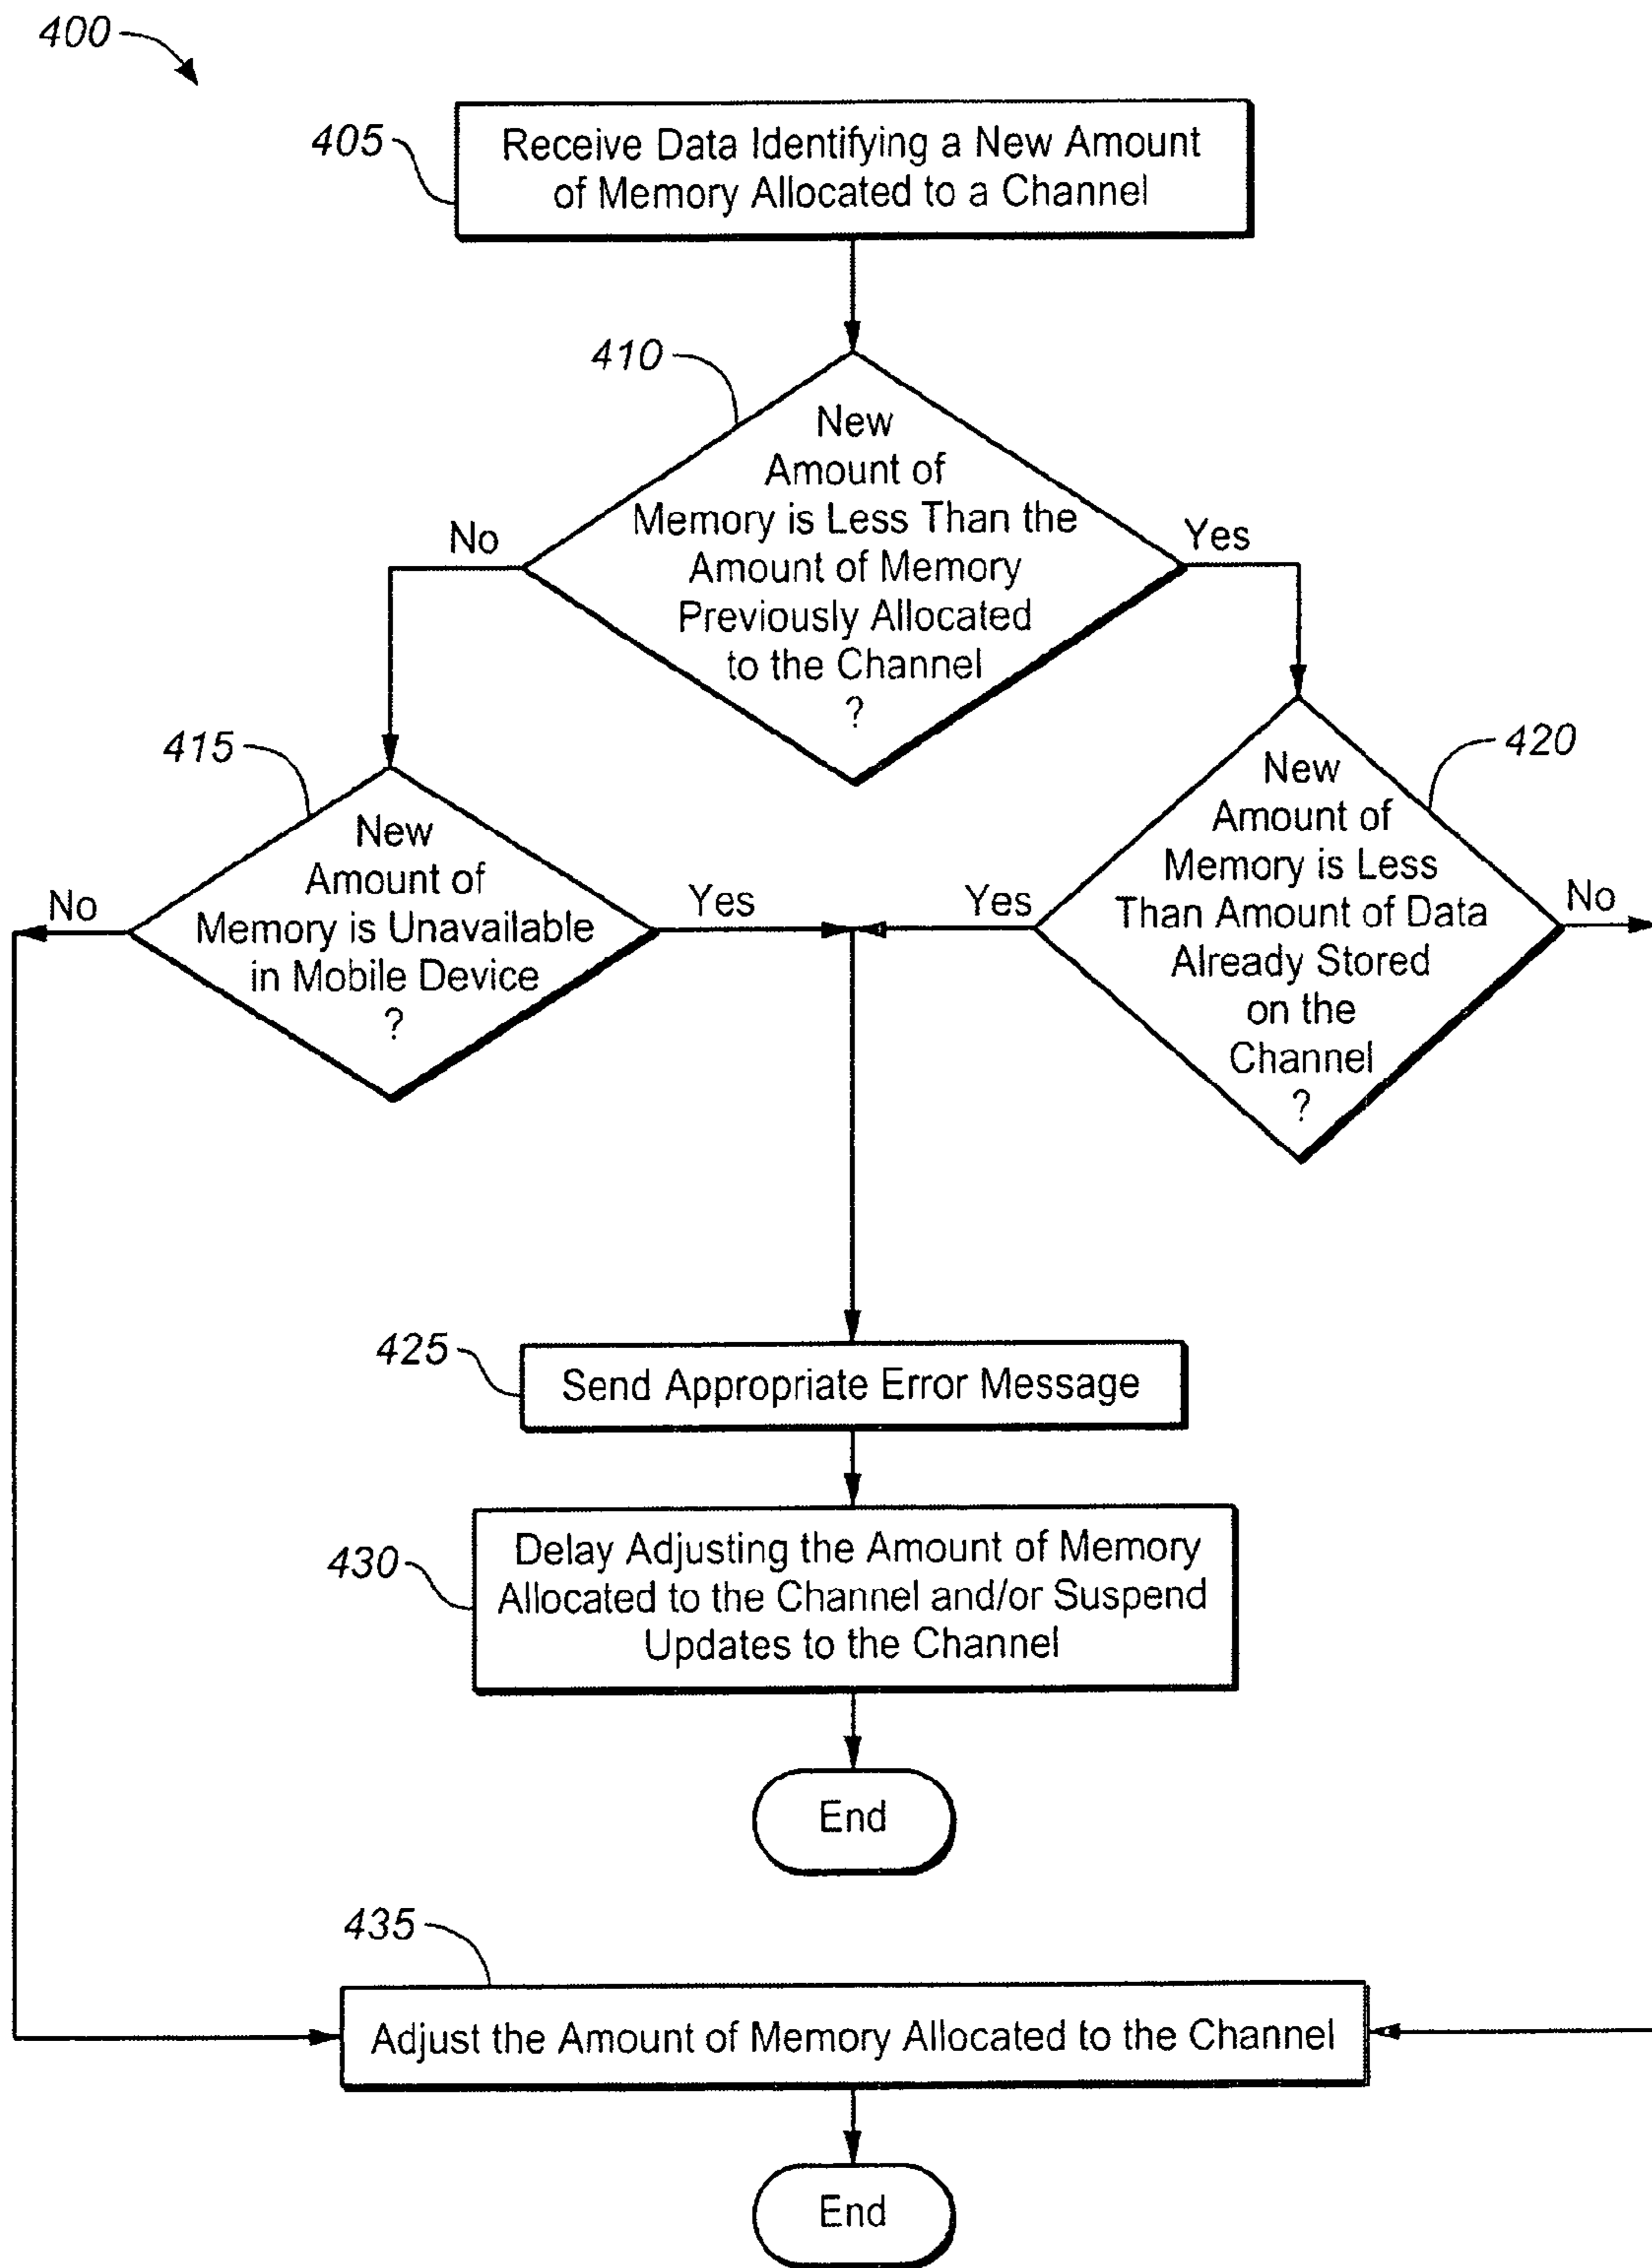 400
405
Receive Data Identifying a New Amount
of Memory Allocated to a Channel
410
New
Amount of
Memory is Less Than the
Amount of Memory
Previously Allocated
to the Channel
?
No
Yes
415
New
Amount of
Memory is Unavailable
in Mobile Device
?
No
Yes
420
New
Amount of
Memory is Less
Than Amount of Data
Already Stored
on the
Channel
?
Yes
No
425
Send Appropriate Error Message
430
Delay Adjusting the Amount of Memory
Allocated to the Channel and/or Suspend
Updates to the Channel
End
435
Adjust the Amount of Memory Allocated to the Channel
End